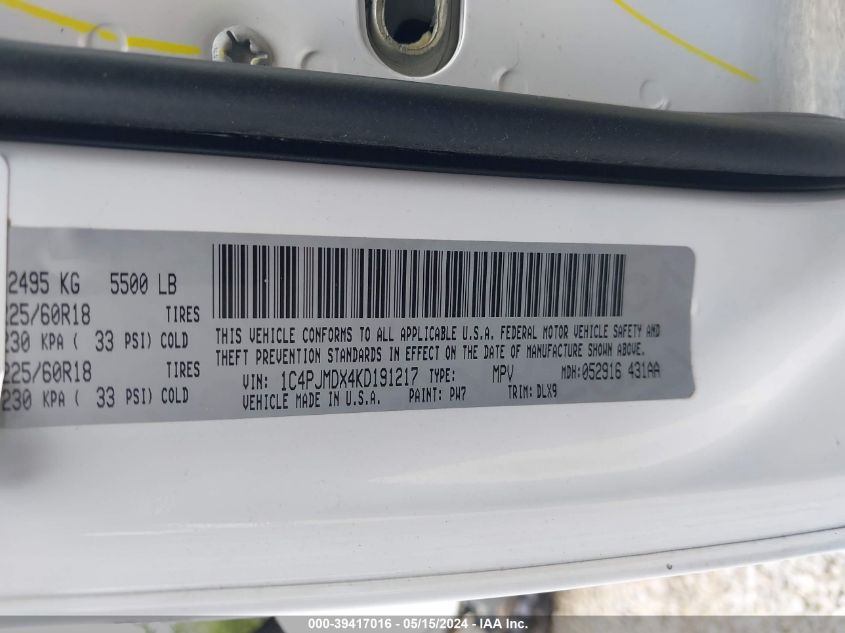 2495 KG 5500 LB
25/60R18 TIRES
230 KPA ( 33 PSI) COLD
25/60R18 TIRES
230 KPA ( 33 PSI) COLD
THIS VEHICLE CONFORMS TO ALL APPLICABLE U.S.A. FEDERAL MOTOR VEHICLE SAFETY AND
THEFT PREVENTION STANDARDS IN EFFECT ON THE DATE OF MANUFACTURE SHOWN ABOVE.
VIN: 1C4PJMDX4KD191217 TYPE: MPV MDH:052916 431AA
VEHICLE MADE IN U.S.A. PAINT: PW7 TRIM: DLX9
000-39417016 - 05/15/2024 - IAA Inc.